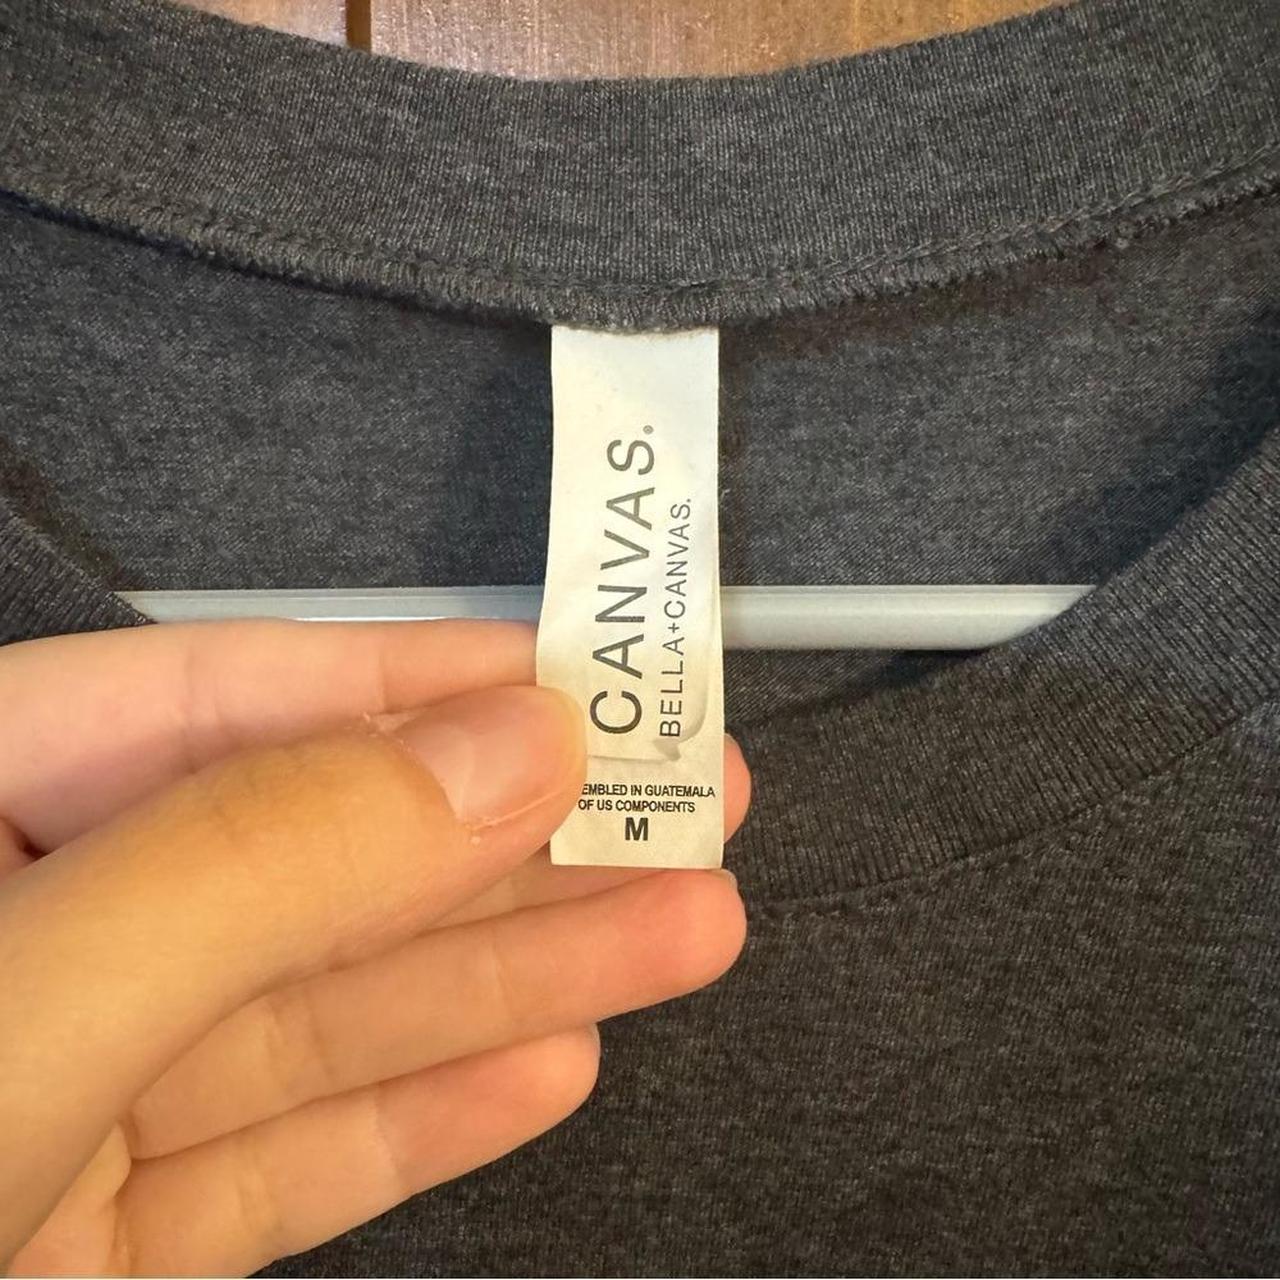 CANVAS.
BELLA+CANVAS.
EMBLED IN GUATEMALA
OF US COMPONENTS
M